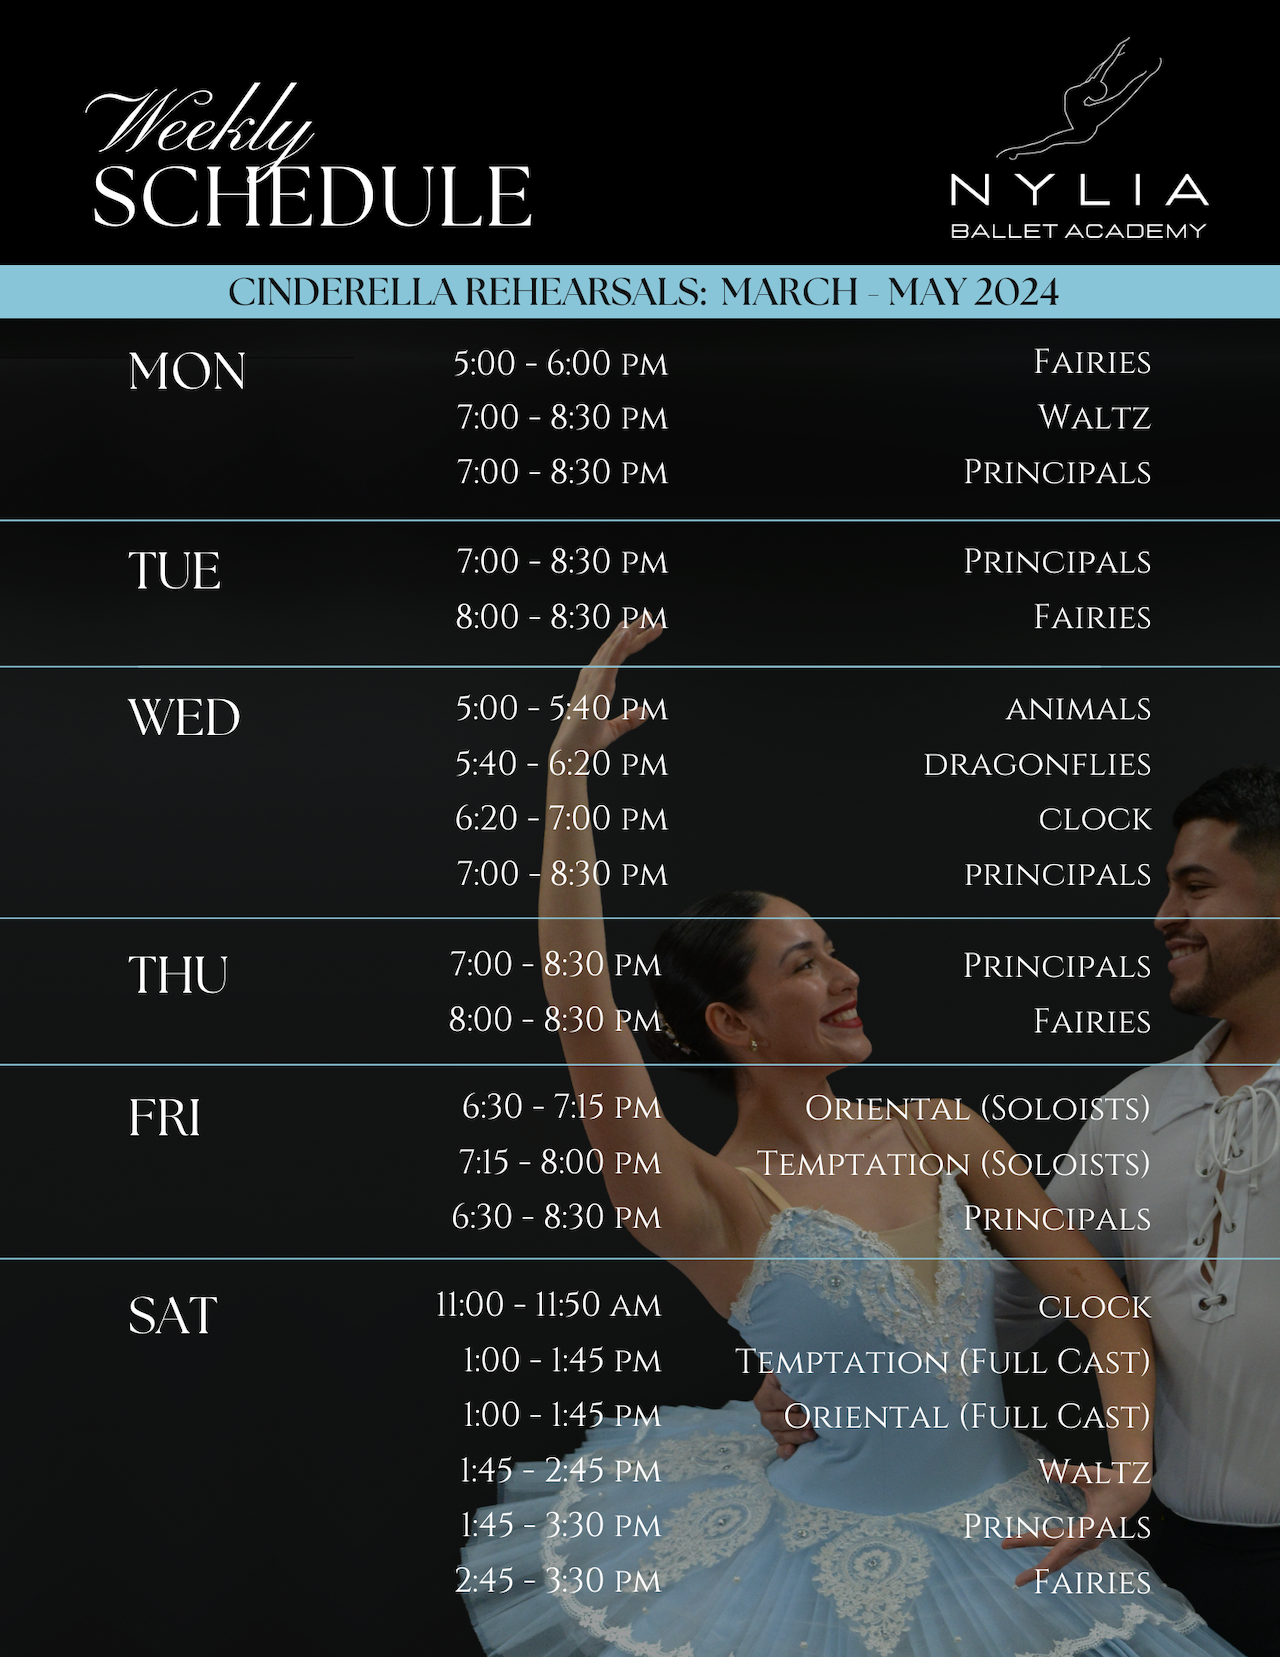 Weekly
SCHEDULE
NYLIA
BALLET ACADEMY
CINDERELLA REHEARSALS: MARCH - MAY 2024
MON
5:00 - 6:00 PM Fairies
7:00 - 8:30 PM Waltz
7:00 - 8:30 PM Principals
TUE
7:00 - 8:30 PM Principals
8:00 - 8:30 PM Fairies
WED
5:00 - 5:40 PM ANIMALS
5:40 - 6:20 PM DRAGONFLIES
6:20 - 7:00 PM CLOCK
7:00 - 8:30 PM PRINCIPALS
THU
7:00 - 8:30 PM Principals
8:00 - 8:30 PM Fairies
FRI
6:30 - 7:15 PM Oriental (Soloists)
7:15 - 8:00 PM Temptation (Soloists)
6:30 - 8:30 PM Principals
SAT
11:00 - 11:50 AM CLOCK
1:00 - 1:45 PM Temptation (Full Cast)
1:00 - 1:45 PM Oriental (Full Cast)
1:45 - 2:45 PM Waltz
1:45 - 3:30 PM Principals
2:45 - 3:30 PM Fairies